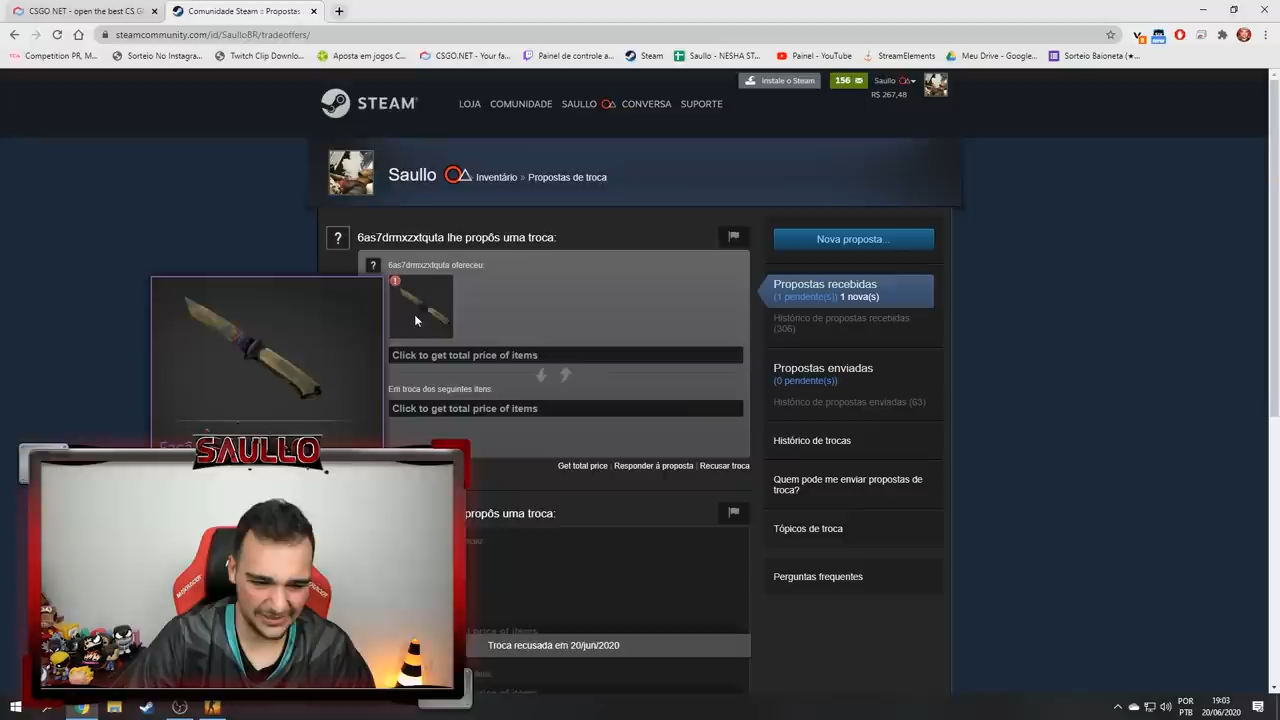 CSGO.NET - open the best CS G
Comunidade Steam :: Propostas
steamcommunity.com/id/SaulloBR/tradeoffers/
Competition PR, M...
Sorteio No Instagra...
Twitch Clips Downlo...
Aposta em jogos C...
CSGO.NET - Your fa...
Painel de controle a...
Steam
Saullo - NESHA ST...
Painel - YouTube
StreamElements
Meu Drive - Google...
Sorteio Baioneta (★...
STEAM
LOJA
COMUNIDADE
SAULLO
CONVERSA
SUPORTE
Instale o Steam
156
Saullo
R$ 267,48
Saullo
Inventário » Propostas de troca
6as7drmxzxtquta lhe propôs uma troca:
6as7drmxzxtquta ofereceu:
Click to get total price of items
Em troca dos seguintes itens:
Click to get total price of items
Get total price
Responder à proposta
Recusar troca
propôs uma troca:
Troca recusada em 20/jun/2020
Nova proposta...
Propostas recebidas
(1 pendente(s)) 1 nova(s)
Histórico de propostas recebidas
(306)
Propostas enviadas
(0 pendente(s))
Histórico de propostas enviadas (63)
Histórico de trocas
Quem pode me enviar propostas de
troca?
Tópicos de troca
Perguntas frequentes
SAULLO
POR
PTB
19:03
20/06/2020